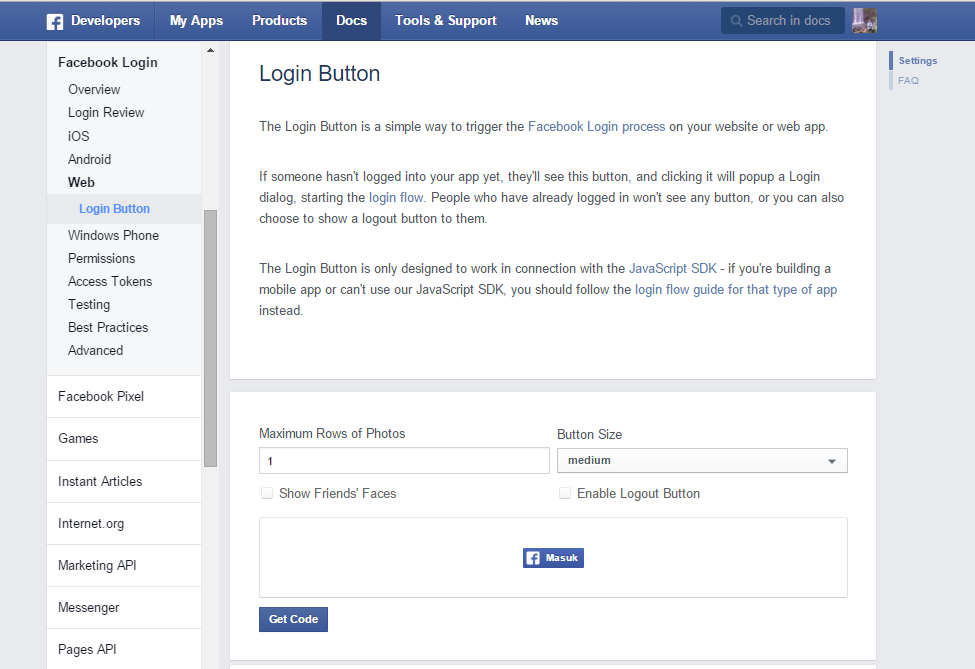 Developers
My Apps
Products
Docs
Tools & Support
News
Search in docs
Facebook Login
Overview
Login Review
iOS
Android
Web
Login Button
Windows Phone
Permissions
Access Tokens
Testing
Best Practices
Advanced
Facebook Pixel
Games
Instant Articles
Internet.org
Marketing API
Messenger
Pages API
Login Button
The Login Button is a simple way to trigger the Facebook Login process on your website or web app.
If someone hasn't logged into your app yet, they'll see this button, and clicking it will popup a Login
dialog, starting the login flow. People who have already logged in won't see any button, or you can also
choose to show a logout button to them.
The Login Button is only designed to work in connection with the JavaScript SDK - if you're building a
mobile app or can't use our JavaScript SDK, you should follow the login flow guide for that type of app
instead.
Maximum Rows of Photos
1
Button Size
medium
Show Friends' Faces
Enable Logout Button
Masuk
Get Code
Settings
FAQ